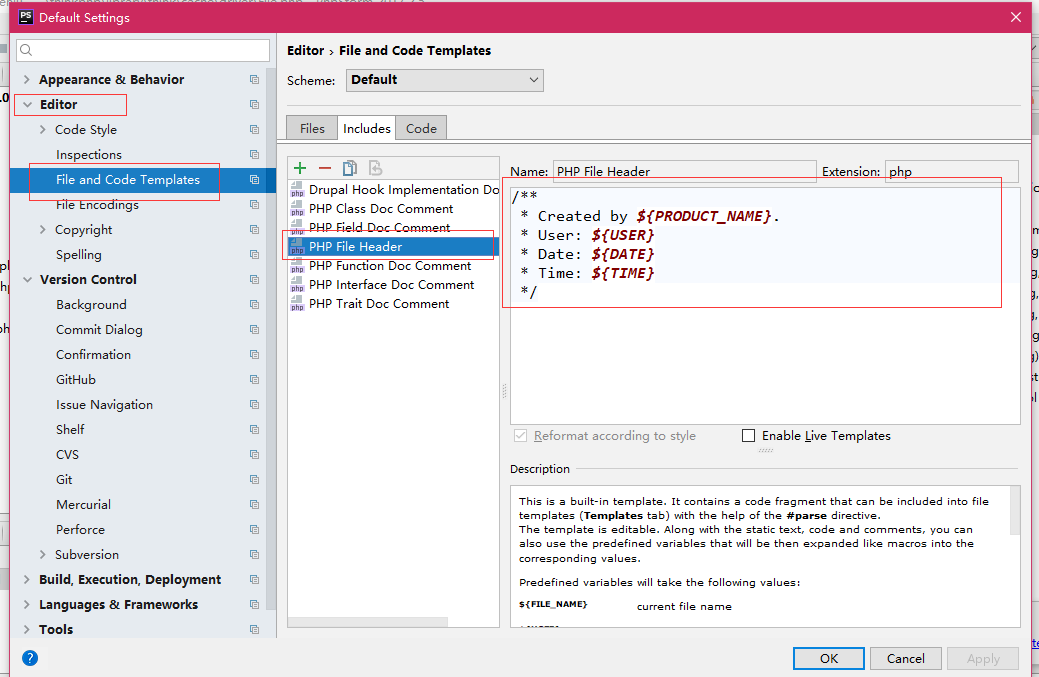 Default Settings
Editor › File and Code Templates
Scheme: Default
Appearance & Behavior
Editor
Code Style
Inspections
File and Code Templates
File Encodings
Copyright
Spelling
Version Control
Background
Commit Dialog
Confirmation
GitHub
Issue Navigation
Shelf
CVS
Git
Mercurial
Perforce
Subversion
Build, Execution, Deployment
Languages & Frameworks
Tools
Files Includes Code
Drupal Hook Implementation Do
PHP Class Doc Comment
PHP Field Doc Comment
PHP File Header
PHP Function Doc Comment
PHP Interface Doc Comment
PHP Trait Doc Comment
Name: PHP File Header Extension: php
/**
* Created by ${PRODUCT_NAME}.
* User: ${USER}
* Date: ${DATE}
* Time: ${TIME}
*/
Reformat according to style Enable Live Templates
Description
This is a built-in template. It contains a code fragment that can be included into file
templates (Templates tab) with the help of the #parse directive.
The template is editable. Along with the static text, code and comments, you can
also use the predefined variables that will be then expanded like macros into the
corresponding values.
Predefined variables will take the following values:
${FILE_NAME} current file name
OK Cancel Apply